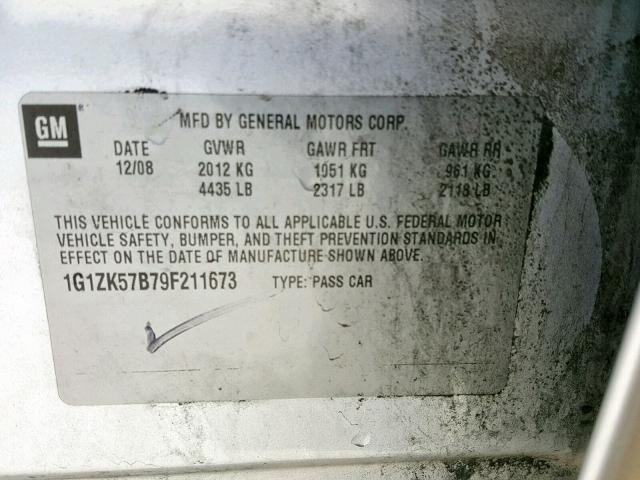 GM
MFD BY GENERAL MOTORS CORP.
DATE GVWR GAWR FRT GAWR RR
12/08 2012 KG 1051 KG 961 KG
4435 LB 2317 LB 2118 LB
THIS VEHICLE CONFORMS TO ALL APPLICABLE U.S. FEDERAL MOTOR
VEHICLE SAFETY, BUMPER, AND THEFT PREVENTION STANDARDS IN
EFFECT ON THE DATE OF MANUFACTURE SHOWN ABOVE.
1G1ZK57B79F211673 TYPE: PASS CAR